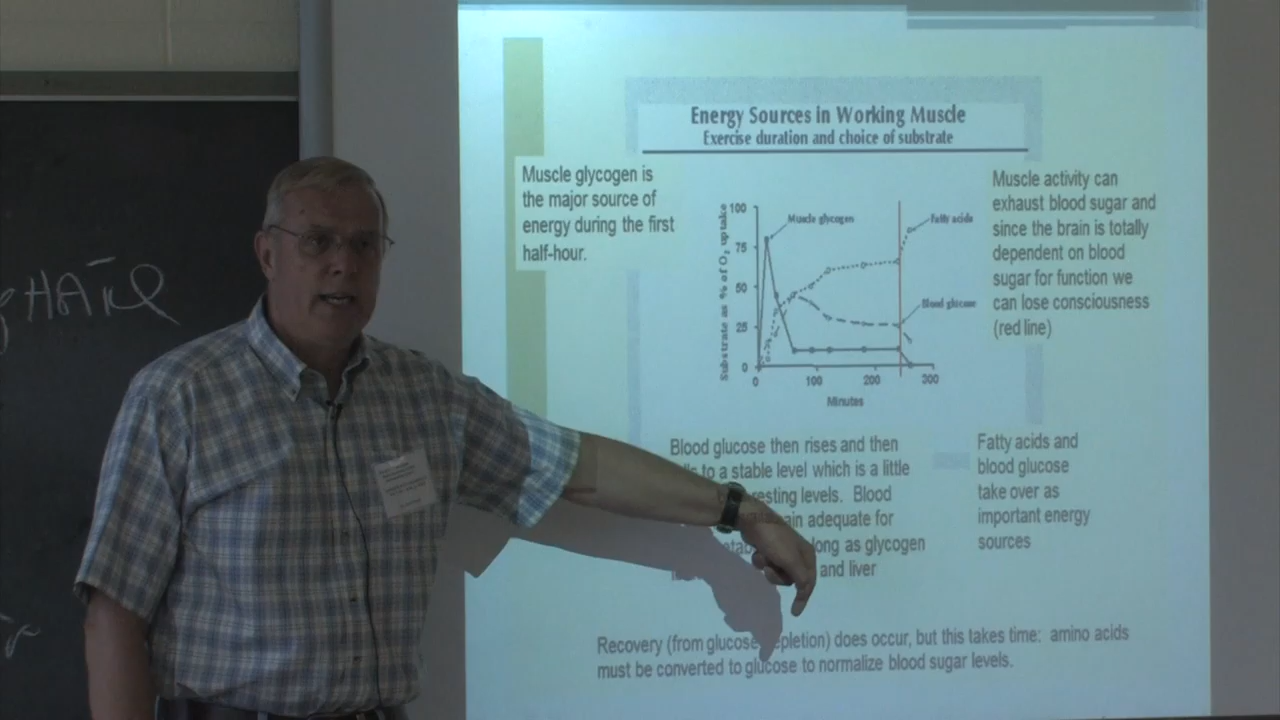 Energy Sources in Working Muscle
Exercise duration and choice of substrate
Muscle glycogen is
the major source of
energy during the first
half-hour.
Muscle activity can
exhaust blood sugar and
since the brain is totally
dependent on blood
sugar for function we
can lose consciousness
(red line)
Substrate as % of O2 uptake
100
75
50
25
0
Muscle glycogen
Fatty acids
Blood glucose
0 100 200 300
Minutes
Blood glucose then rises and then
to a stable level which is a little
resting levels. Blood
adequate for
long as glycogen
and liver
Fatty acids and
blood glucose
take over as
important energy
sources
Recovery (from glucose depletion) does occur, but this takes time: amino acids
must be converted to glucose to normalize blood sugar levels.